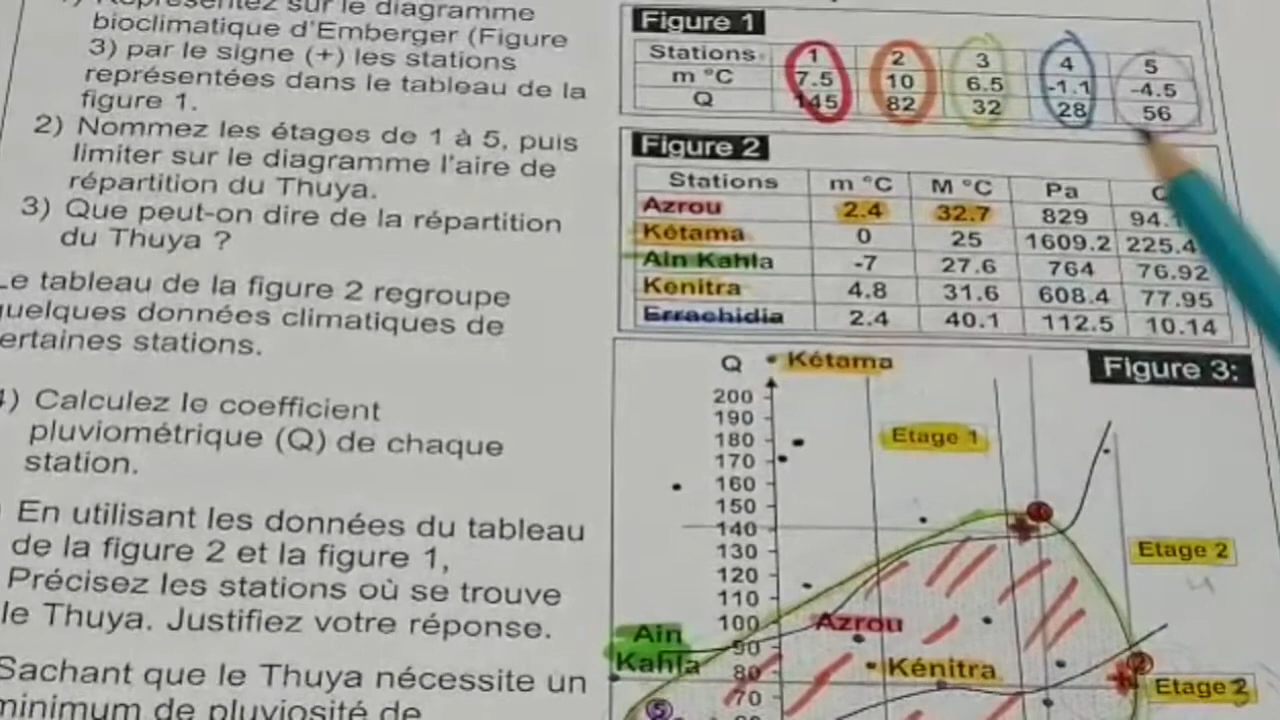 Représentez sur le diagramme
bioclimatique d'Emberger (Figure
3) par le signe (+) les stations
représentées dans le tableau de la
figure 1.
2) Nommez les étages de 1 à 5, puis
limiter sur le diagramme l'aire de
répartition du Thuya.
3) Que peut-on dire de la répartition
du Thuya ?
Le tableau de la figure 2 regroupe
quelques données climatiques de
certaines stations.
4) Calculez le coefficient
pluviométrique (Q) de chaque
station.
En utilisant les données du tableau
de la figure 2 et la figure 1,
Précisez les stations où se trouve
le Thuya. Justifiez votre réponse.
Sachant que le Thuya nécessite un
minimum de pluviosité de
Figure 1
Stations 1 2 3 4 5
m °C 7.5 10 6.5 -1.1 -4.5
Q 145 82 32 28 56
Figure 2
Stations m °C M °C Pa
Azrou 2.4 32.7 829 94.
Kétama 0 25 1609.2 225.4
Ain Kahla -7 27.6 764 76.92
Kénitra 4.8 31.6 608.4 77.95
Errachidia 2.4 40.1 112.5 10.14
Figure 3:
Q Kétama
200
190
180 Etage 1
170
160
150 1
140
130 Etage 2
120
110
100 Azrou
Ain 90
Kahla 80 Kénitra 2
70 Etage 3
5